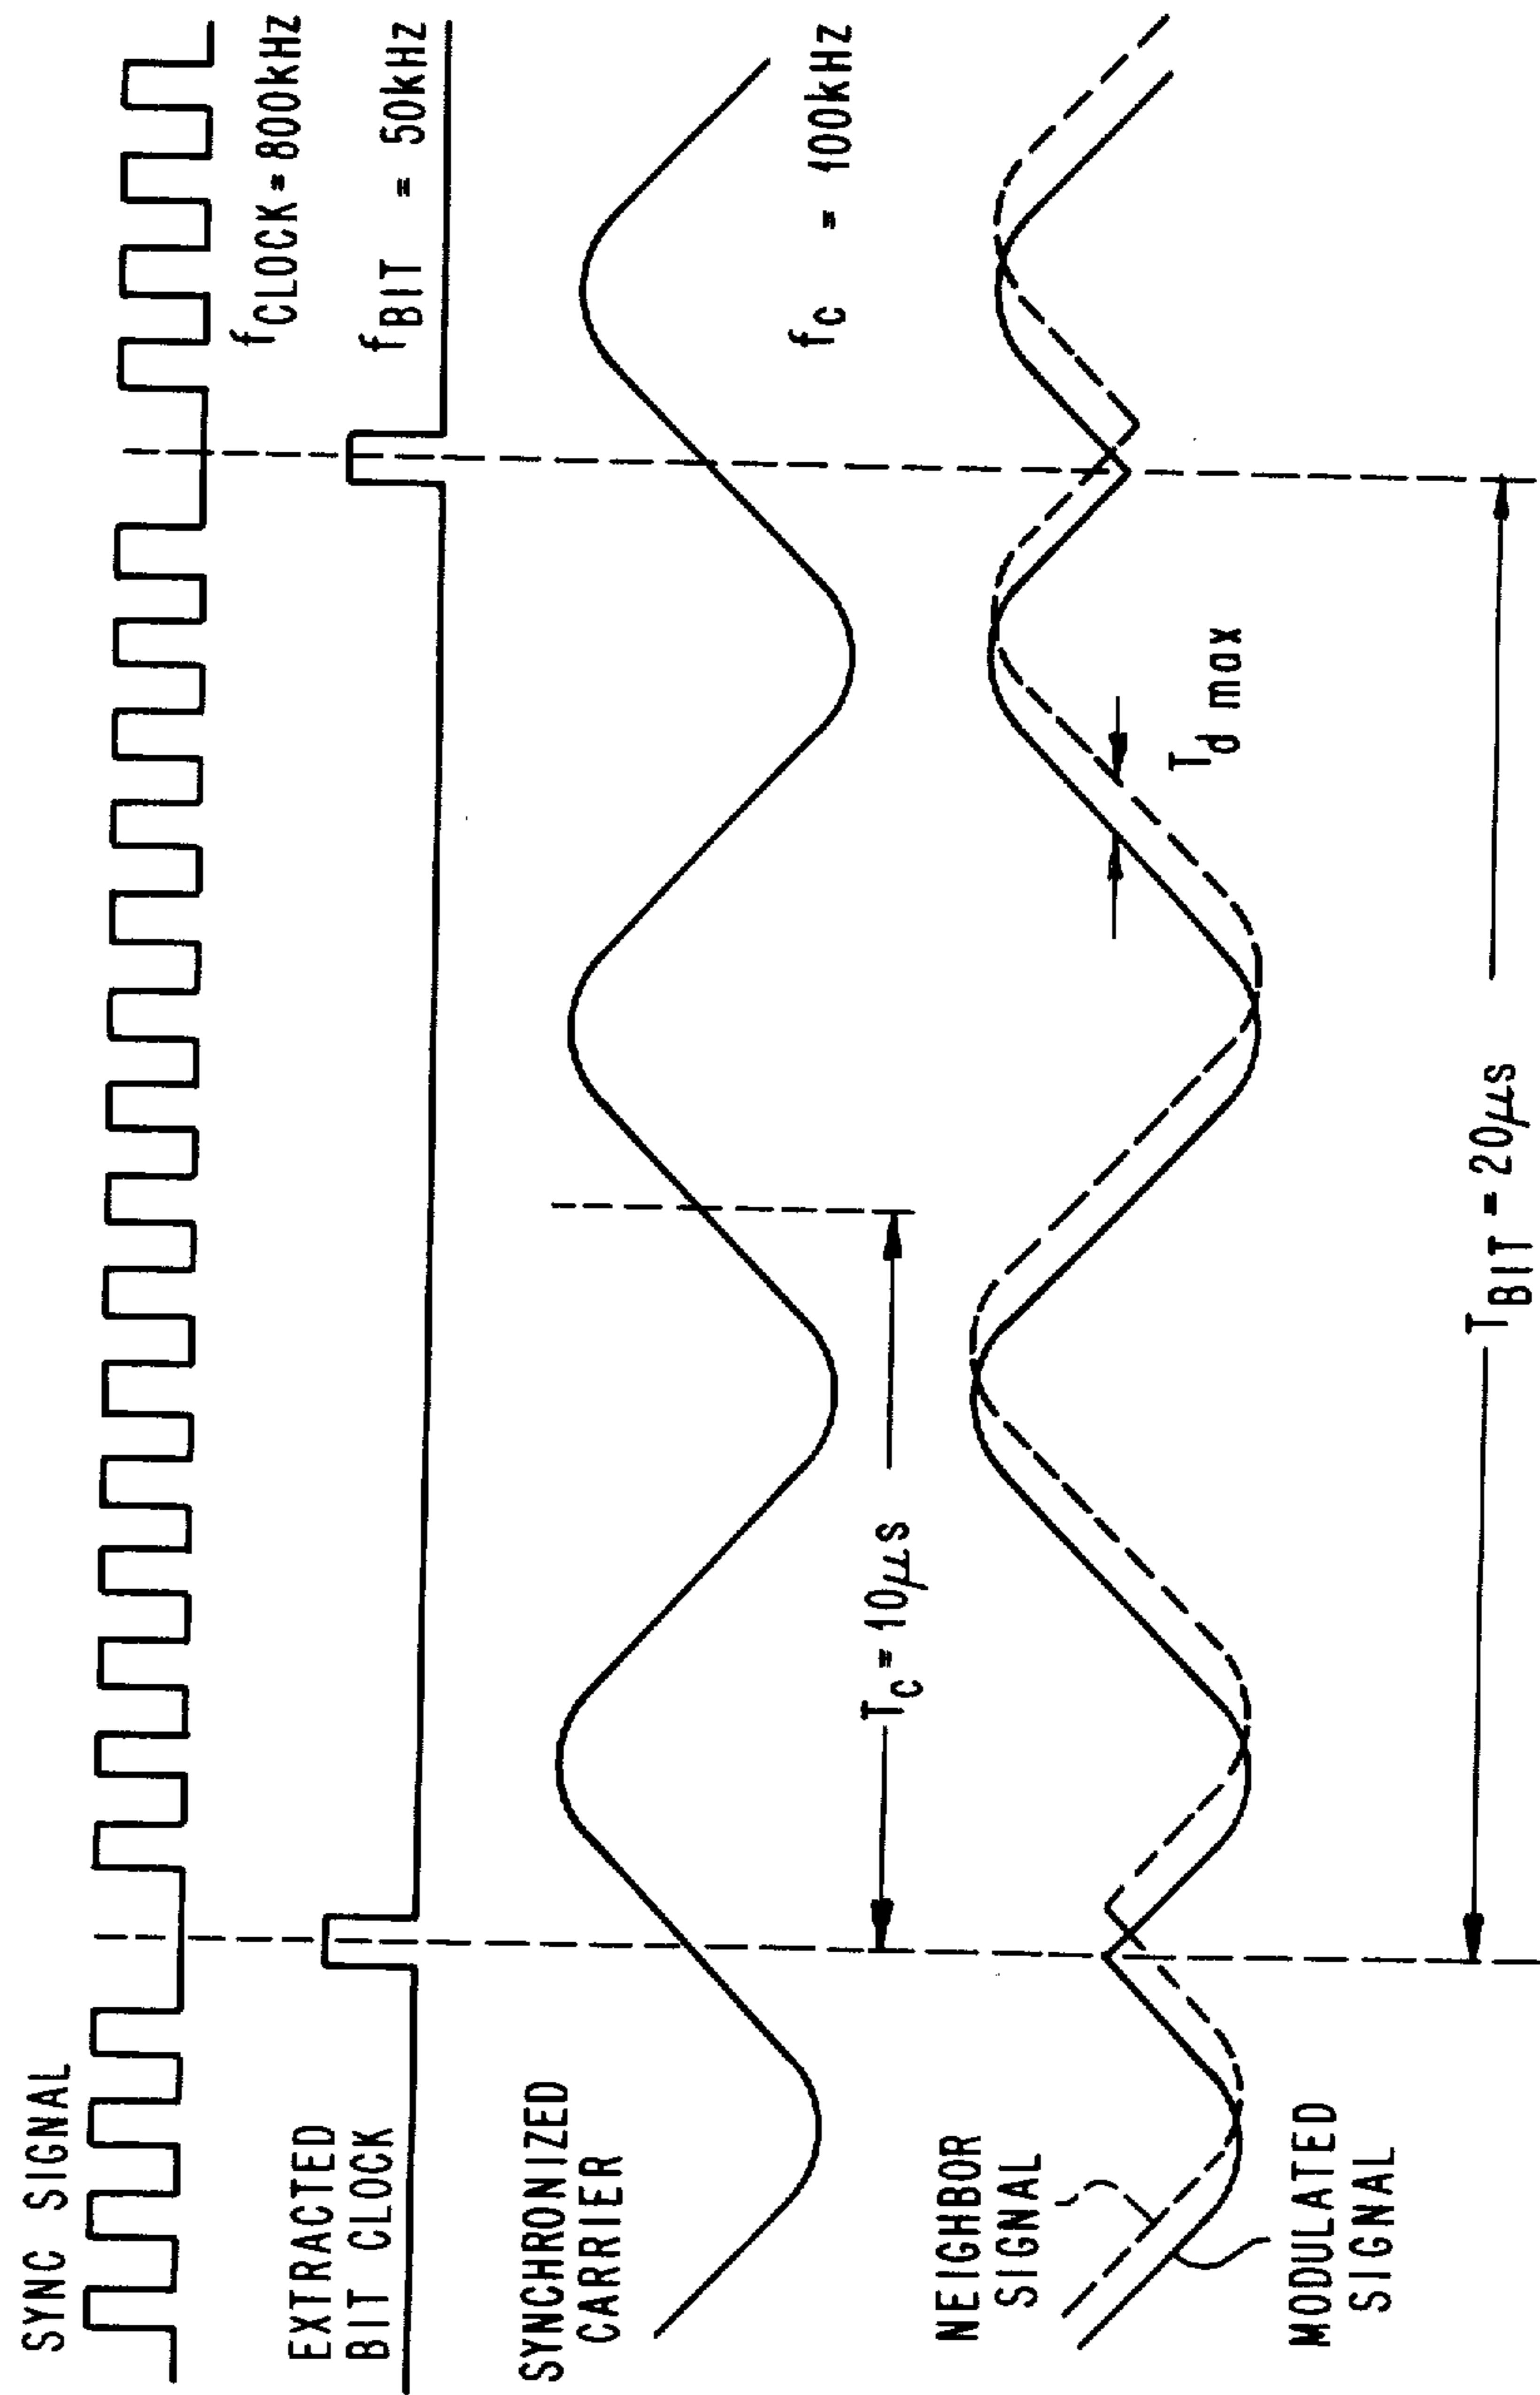 SYNC SIGNAL
fCLOCK = 800kHz
EXTRACTED
BIT CLOCK
fBIT = 50kHz
SYNCHRONIZED
CARRIER
fc = 100kHz
Tc = 10μs
NEIGHBOR
SIGNAL
Td max
MODULATED
SIGNAL
TBIT = 20μs